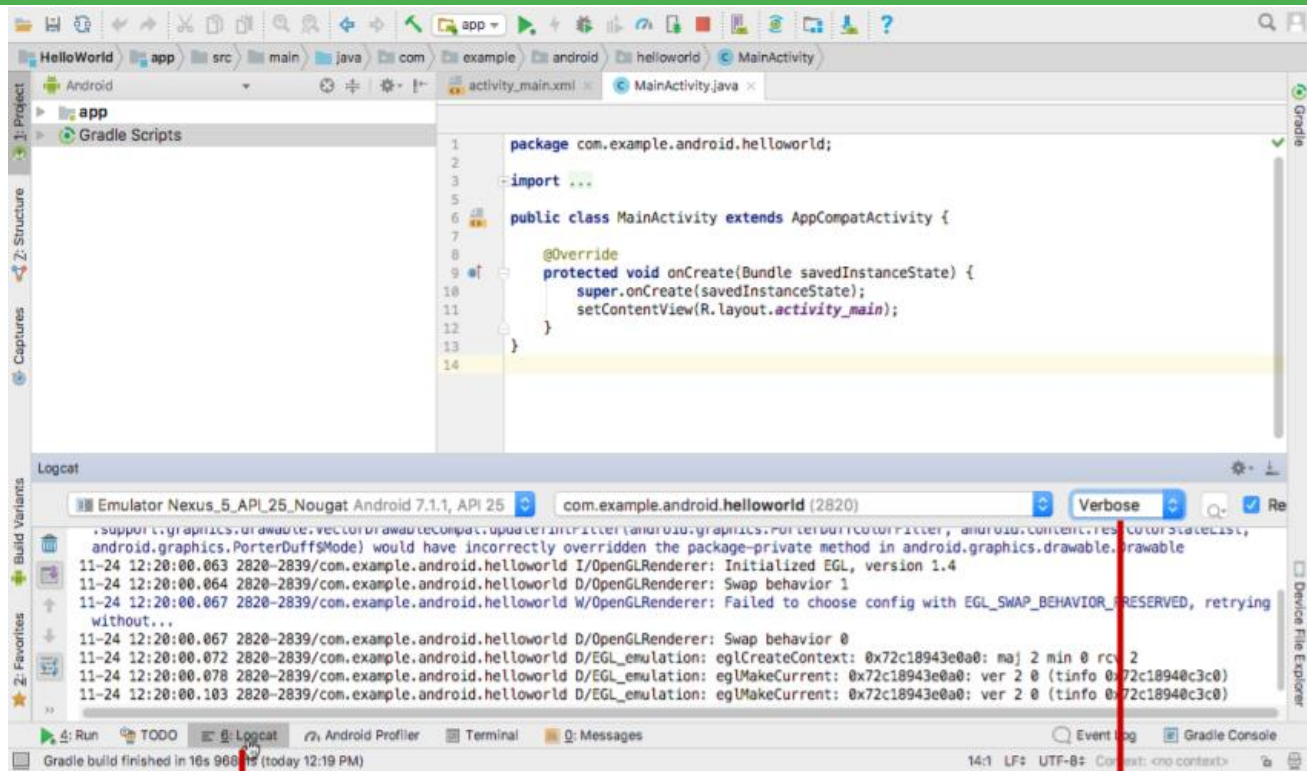 app
?
HelloWorld app src main java com example android helloworld MainActivity
Android
activity_main.xml
MainActivity.java
1: Project
app
Gradle Scripts
Gradle
Z: Structure
Captures
Build Variants
2: Favorites
Device File Explorer
1 package com.example.android.helloworld;
2
3 import ...
5
6 public class MainActivity extends AppCompatActivity {
7
8 @Override
9 protected void onCreate(Bundle savedInstanceState) {
10 super.onCreate(savedInstanceState);
11 setContentView(R.layout.activity_main);
12 }
13 }
14
Logcat
Emulator Nexus_5_API_25_Nougat Android 7.1.1, API 25
com.example.android.helloworld (2820)
Verbose
Re
android.graphics.PorterDuff$Mode) would have incorrectly overridden the package-private method in android.graphics.drawable.Drawable
11-24 12:20:00.063 2820-2839/com.example.android.helloworld I/OpenGLRenderer: Initialized EGL, version 1.4
11-24 12:20:00.064 2820-2839/com.example.android.helloworld D/OpenGLRenderer: Swap behavior 1
11-24 12:20:00.067 2820-2839/com.example.android.helloworld W/OpenGLRenderer: Failed to choose config with EGL_SWAP_BEHAVIOR_PRESERVED, retrying
without...
11-24 12:20:00.067 2820-2839/com.example.android.helloworld D/OpenGLRenderer: Swap behavior 0
11-24 12:20:00.072 2820-2839/com.example.android.helloworld D/EGL_emulation: eglCreateContext: 0x72c18943e0a0: maj 2 min 0 rcv 2
11-24 12:20:00.078 2820-2839/com.example.android.helloworld D/EGL_emulation: eglMakeCurrent: 0x72c18943e0a0: ver 2 0 (tinfo 0x72c18940c3c0)
11-24 12:20:00.103 2820-2839/com.example.android.helloworld D/EGL_emulation: eglMakeCurrent: 0x72c18943e0a0: ver 2 0 (tinfo 0x72c18940c3c0)
4: Run TODO 6: Logcat Android Profiler Terminal 0: Messages Event Log Gradle Console
Gradle build finished in 16s (today 12:19 PM) 14:1 LF UTF-8 Context: <no context>